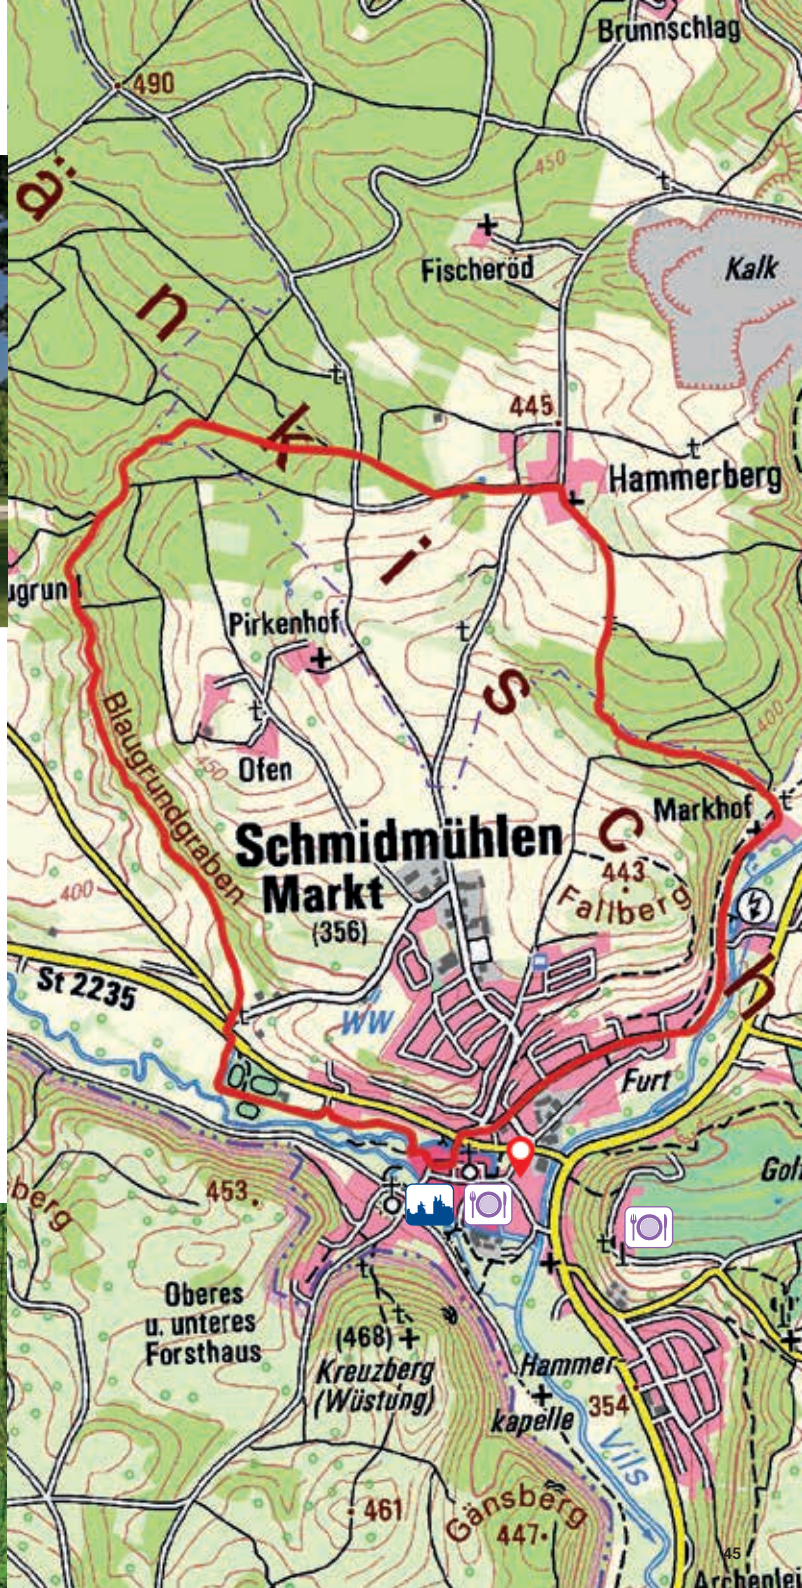 Brunnschlag
490
450
ä
Fischeröd
Kalk
n
445
k
Hammerberg
i
ugrund
Pirkenhof
s
400
Blaugrundgraben
450
Ofen
Markhof
Schmidmühlen
Markt
(356)
c
443
Fallberg
400
St 2235
WW
h
Furt
453
berg
Gol
Oberes
u. unteres
Forsthaus
(468)
Kreuzberg
(Wüstung)
Hammer-
kapelle
354
Vils
461
Gänsberg
447
45
Archenlei